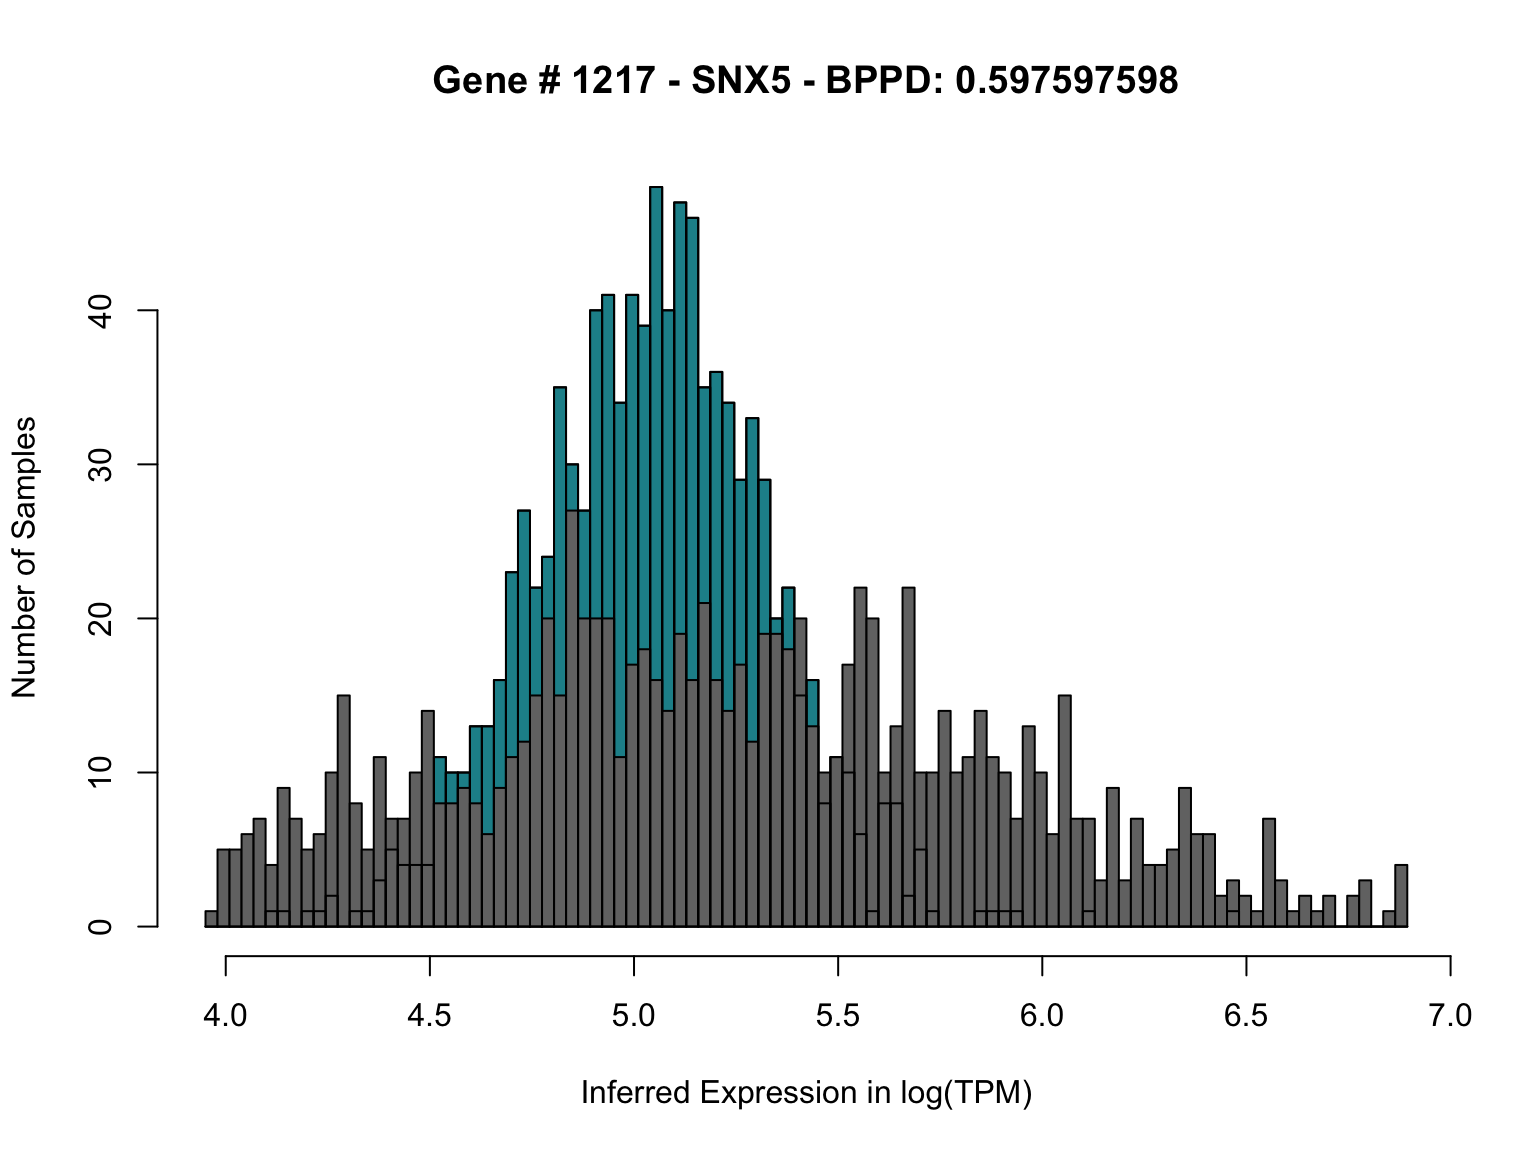 Gene # 1217 - SNX5 - BPPD: 0.597597598
Number of Samples
40
30
20
10
0
4.0 4.5 5.0 5.5 6.0 6.5 7.0
Inferred Expression in log(TPM)